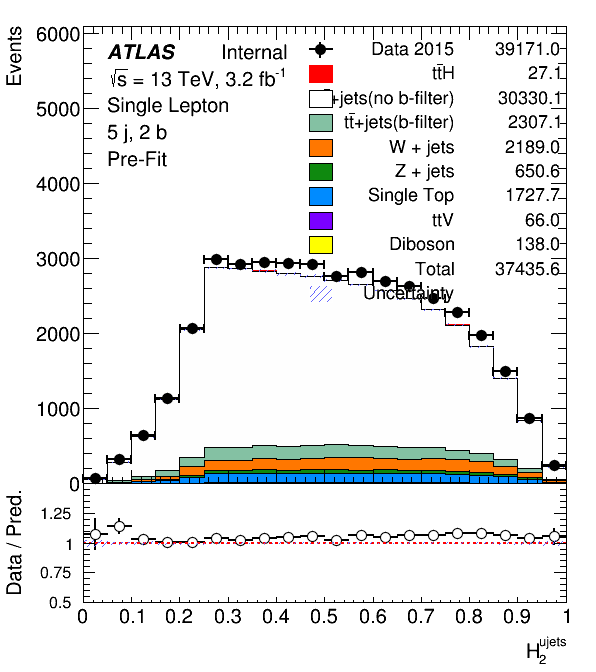 Events
6000
5000
4000
3000
2000
1000
0
ATLAS Internal
√s = 13 TeV, 3.2 fb⁻¹
Single Lepton
5 j, 2 b
Pre-Fit
Data 2015 39171.0
tt̄H 27.1
+jets(no b-filter) 30330.1
tt̄+jets(b-filter) 2307.1
W + jets 2189.0
Z + jets 650.6
Single Top 1727.7
ttV 66.0
Diboson 138.0
Total 37435.6
Uncertainty
Data / Pred.
1.25
1
0.75
0.5
0 0.1 0.2 0.3 0.4 0.5 0.6 0.7 0.8 0.9 1
H₂ᵘʲᵉᵗˢ